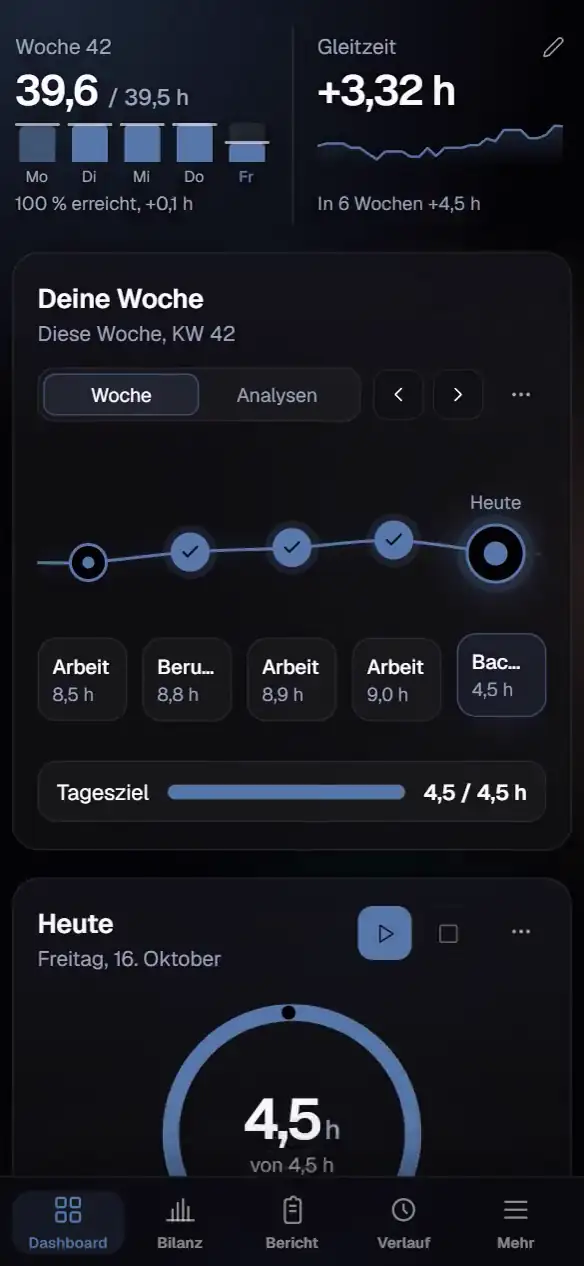 Woche 42
39,6 / 39,5 h
Mo Di Mi Do Fr
100 % erreicht, +0,1 h
Gleitzeit
+3,32 h
In 6 Wochen +4,5 h
Deine Woche
Diese Woche, KW 42
Woche Analysen
Heute
Arbeit
8,5 h
Beru...
8,8 h
Arbeit
8,9 h
Arbeit
9,0 h
Bac...
4,5 h
Tagesziel 4,5 / 4,5 h
Heute
Freitag, 16. Oktober
4,5 h
von 4,5 h
Dashboard Bilanz Bericht Verlauf Mehr